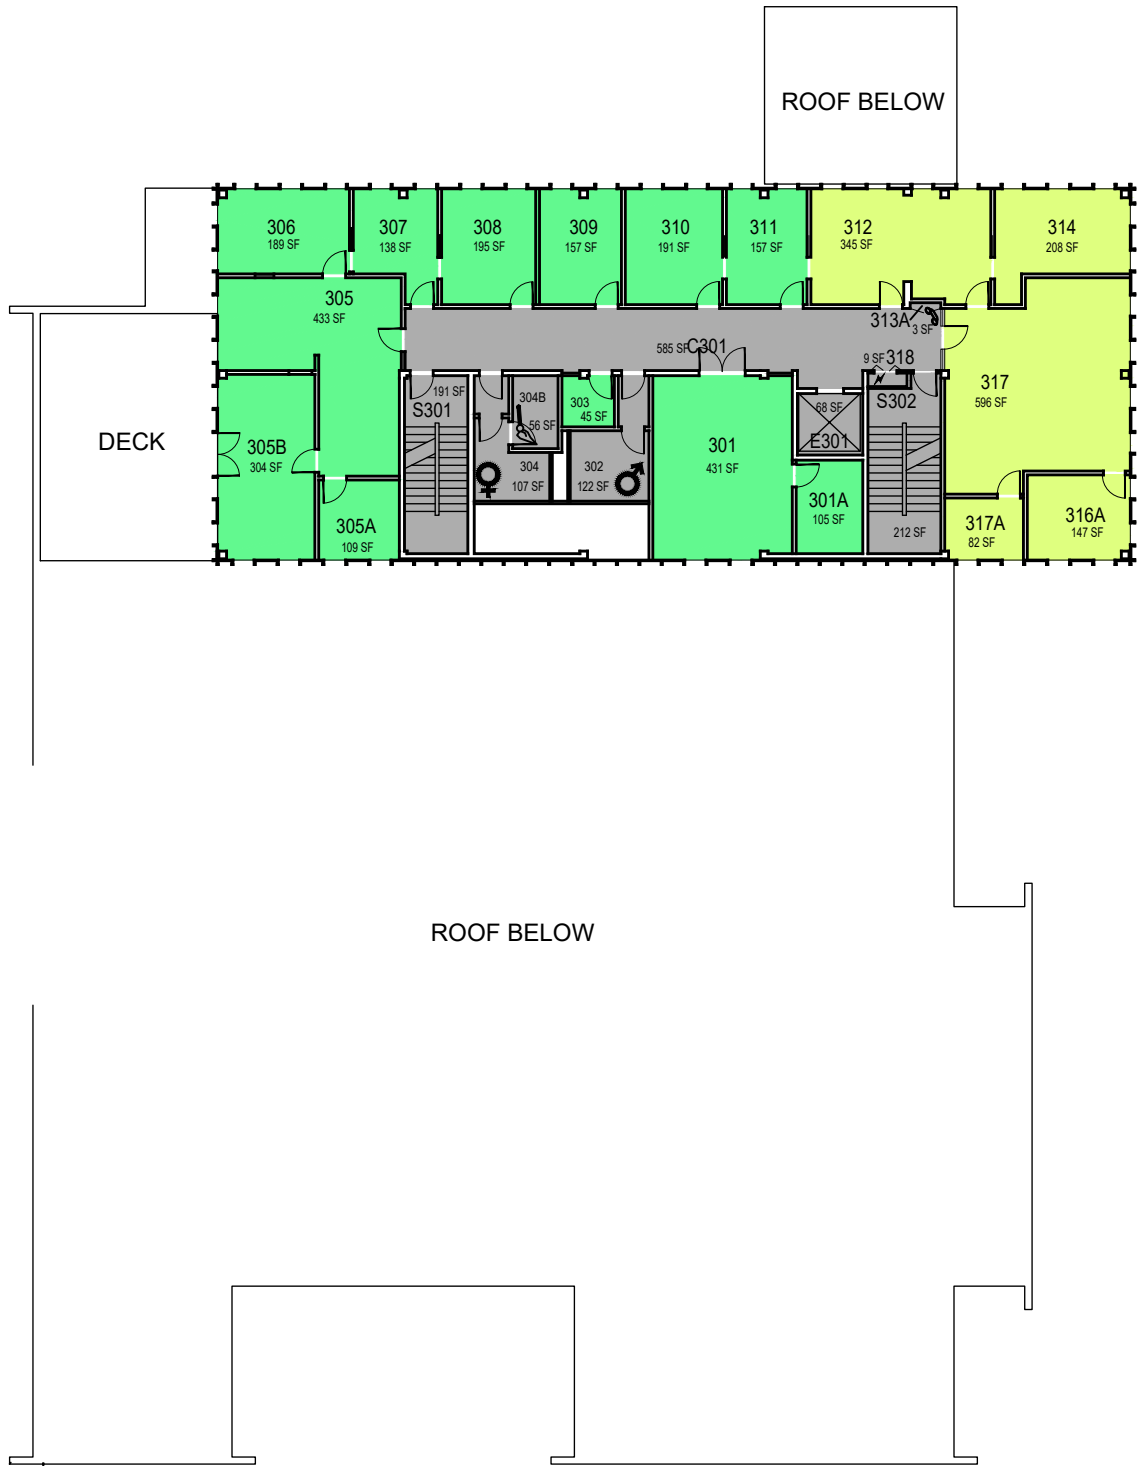 ROOF BELOW
306
189 SF
307
138 SF
308
195 SF
309
157 SF
310
191 SF
311
157 SF
312
345 SF
314
208 SF
305
433 SF
313A
3 SF
C301
585 SF
9 SF
318
317
596 SF
191 SF
S301
304B
56 SF
303
45 SF
68 SF
E301
S302
DECK
305B
304 SF
301
431 SF
304
107 SF
302
122 SF
301A
105 SF
305A
109 SF
212 SF
317A
82 SF
316A
147 SF
ROOF BELOW